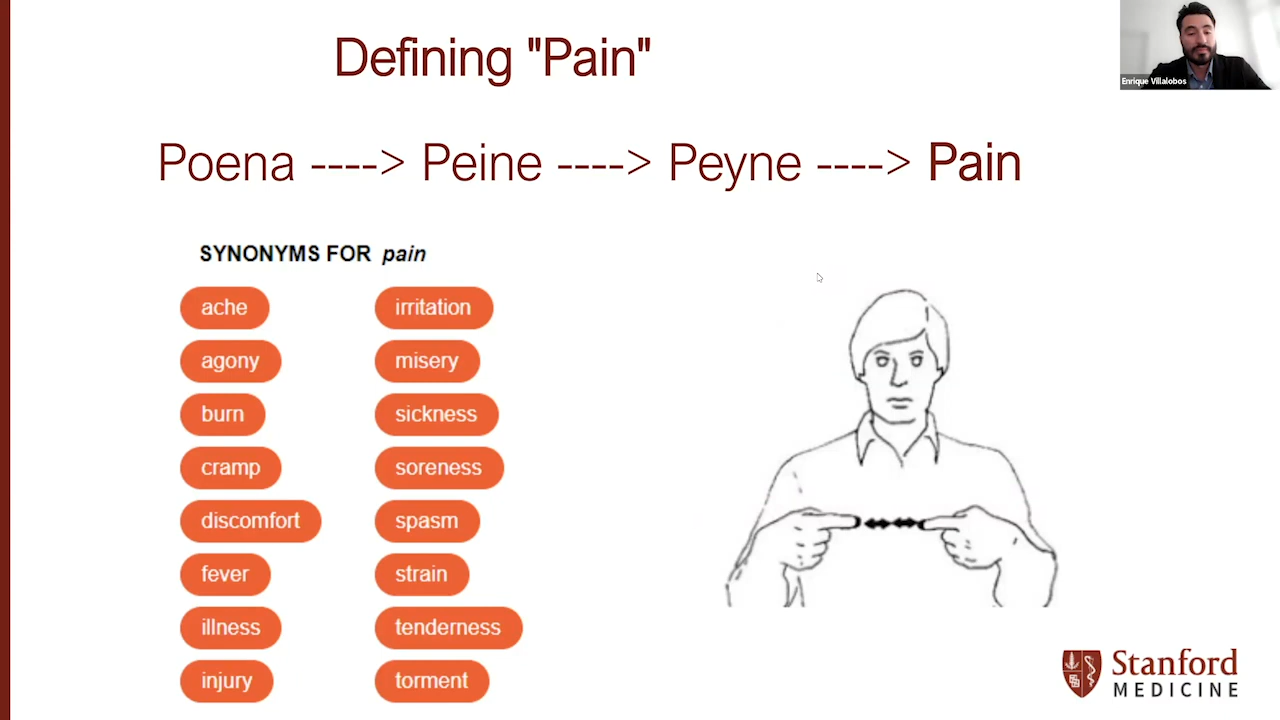 Defining "Pain"
Enrique Villalobos
Poena ----> Peine ----> Peyne ----> Pain
SYNONYMS FOR pain
ache
agony
burn
cramp
discomfort
fever
illness
injury
irritation
misery
sickness
soreness
spasm
strain
tenderness
torment
Stanford
MEDICINE